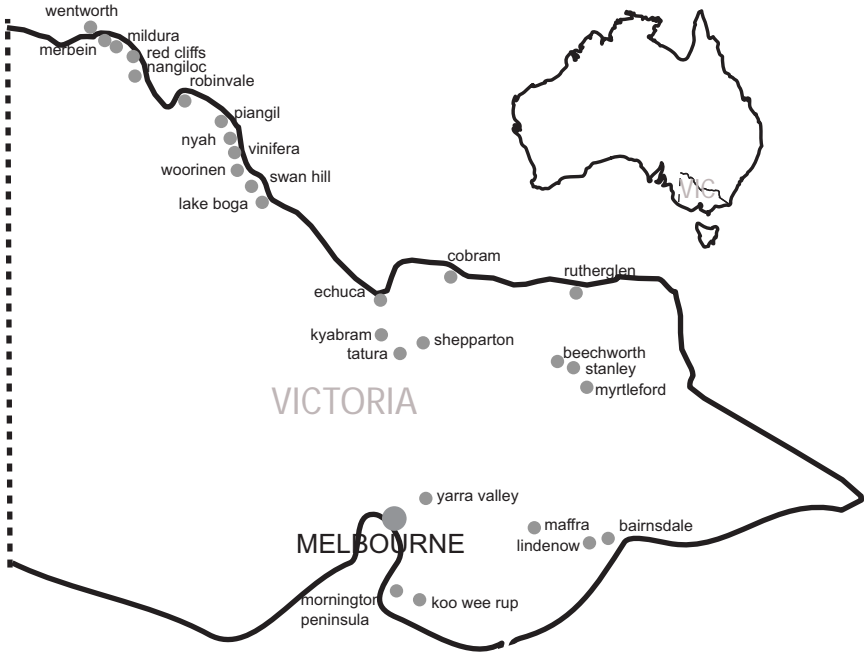 wentworth
mildura
merbein
red cliffs
nangiloc
robinvale
piangil
nyah
vinifera
woorinen
swan hill
lake boga
VIC
cobram
rutherglen
echuca
kyabram
shepparton
tatura
beechworth
stanley
myrtleford
VICTORIA
yarra valley
maffra
bairnsdale
lindenow
MELBOURNE
mornington
peninsula
koo wee rup